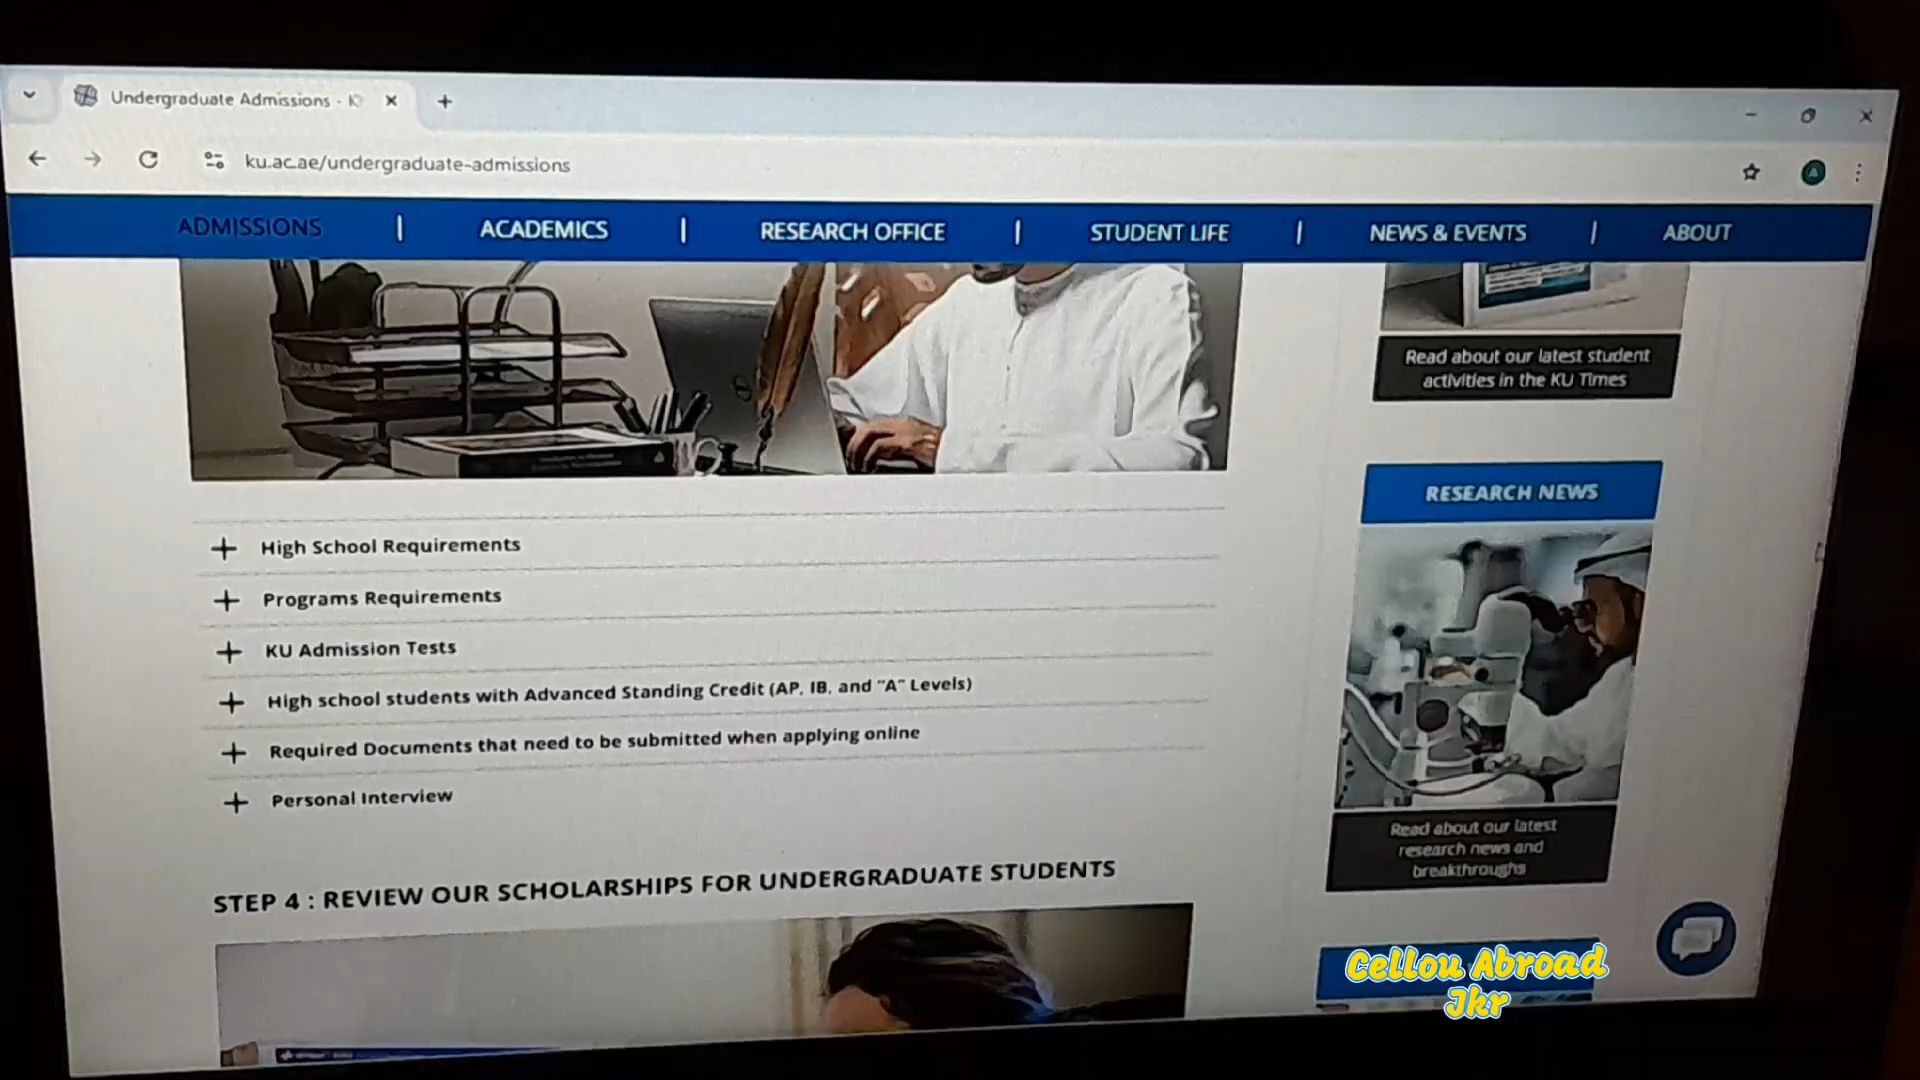 Undergraduate Admissions - K
ku.ac.ae/undergraduate-admissions
ADMISSIONS | ACADEMICS | RESEARCH OFFICE | STUDENT LIFE | NEWS & EVENTS | ABOUT
Read about our latest student
activities in the KU Times
RESEARCH NEWS
High School Requirements
Programs Requirements
KU Admission Tests
High school students with Advanced Standing Credit (AP, IB, and "A" Levels)
Required Documents that need to be submitted when applying online
Personal Interview
Read about our latest
research news and
breakthroughs
STEP 4 : REVIEW OUR SCHOLARSHIPS FOR UNDERGRADUATE STUDENTS
Cellou Abroad
Jkr